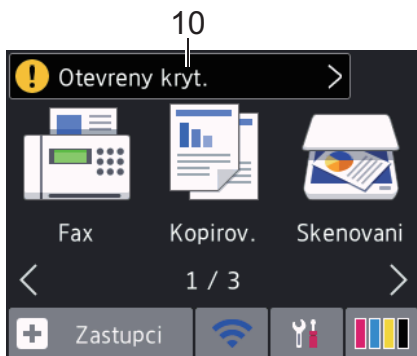 10
Otevreny kryt.
Fax Kopirov. Skenovani
1 / 3
Zastupci